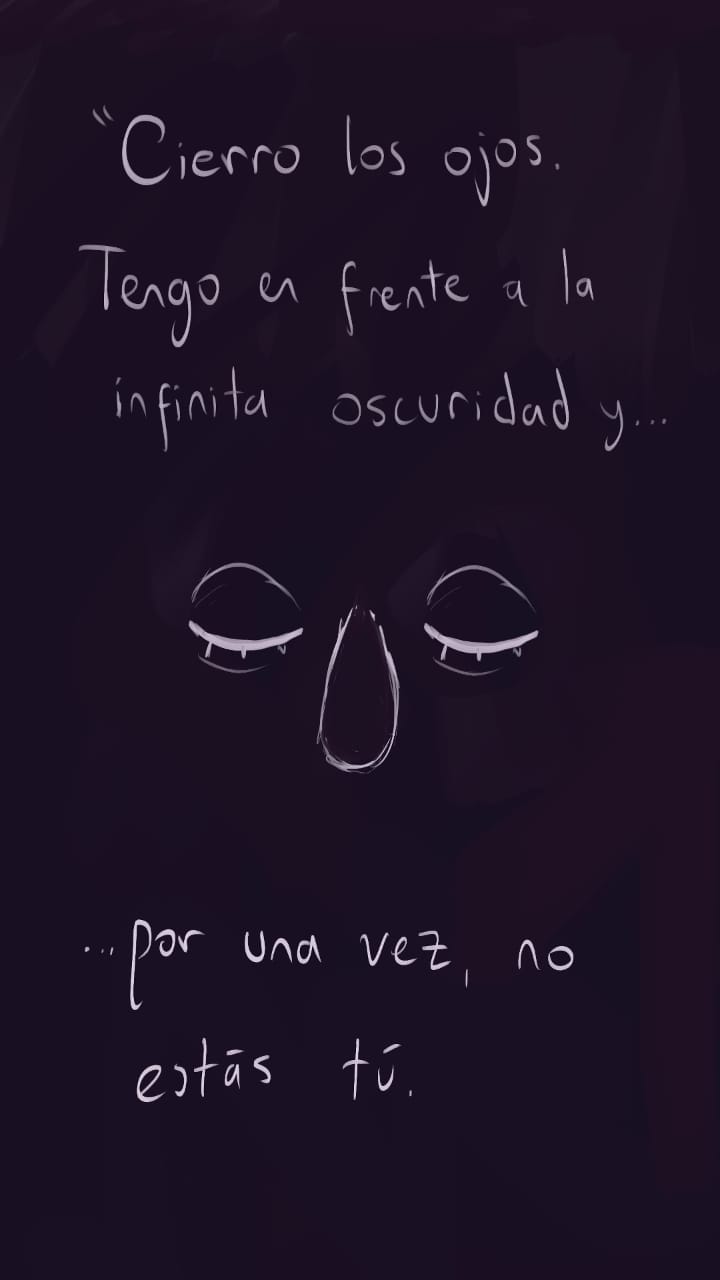 “Cierro los ojos.
Tengo en frente a la
infinita oscuridad y...
...por una vez, no
estás tú.